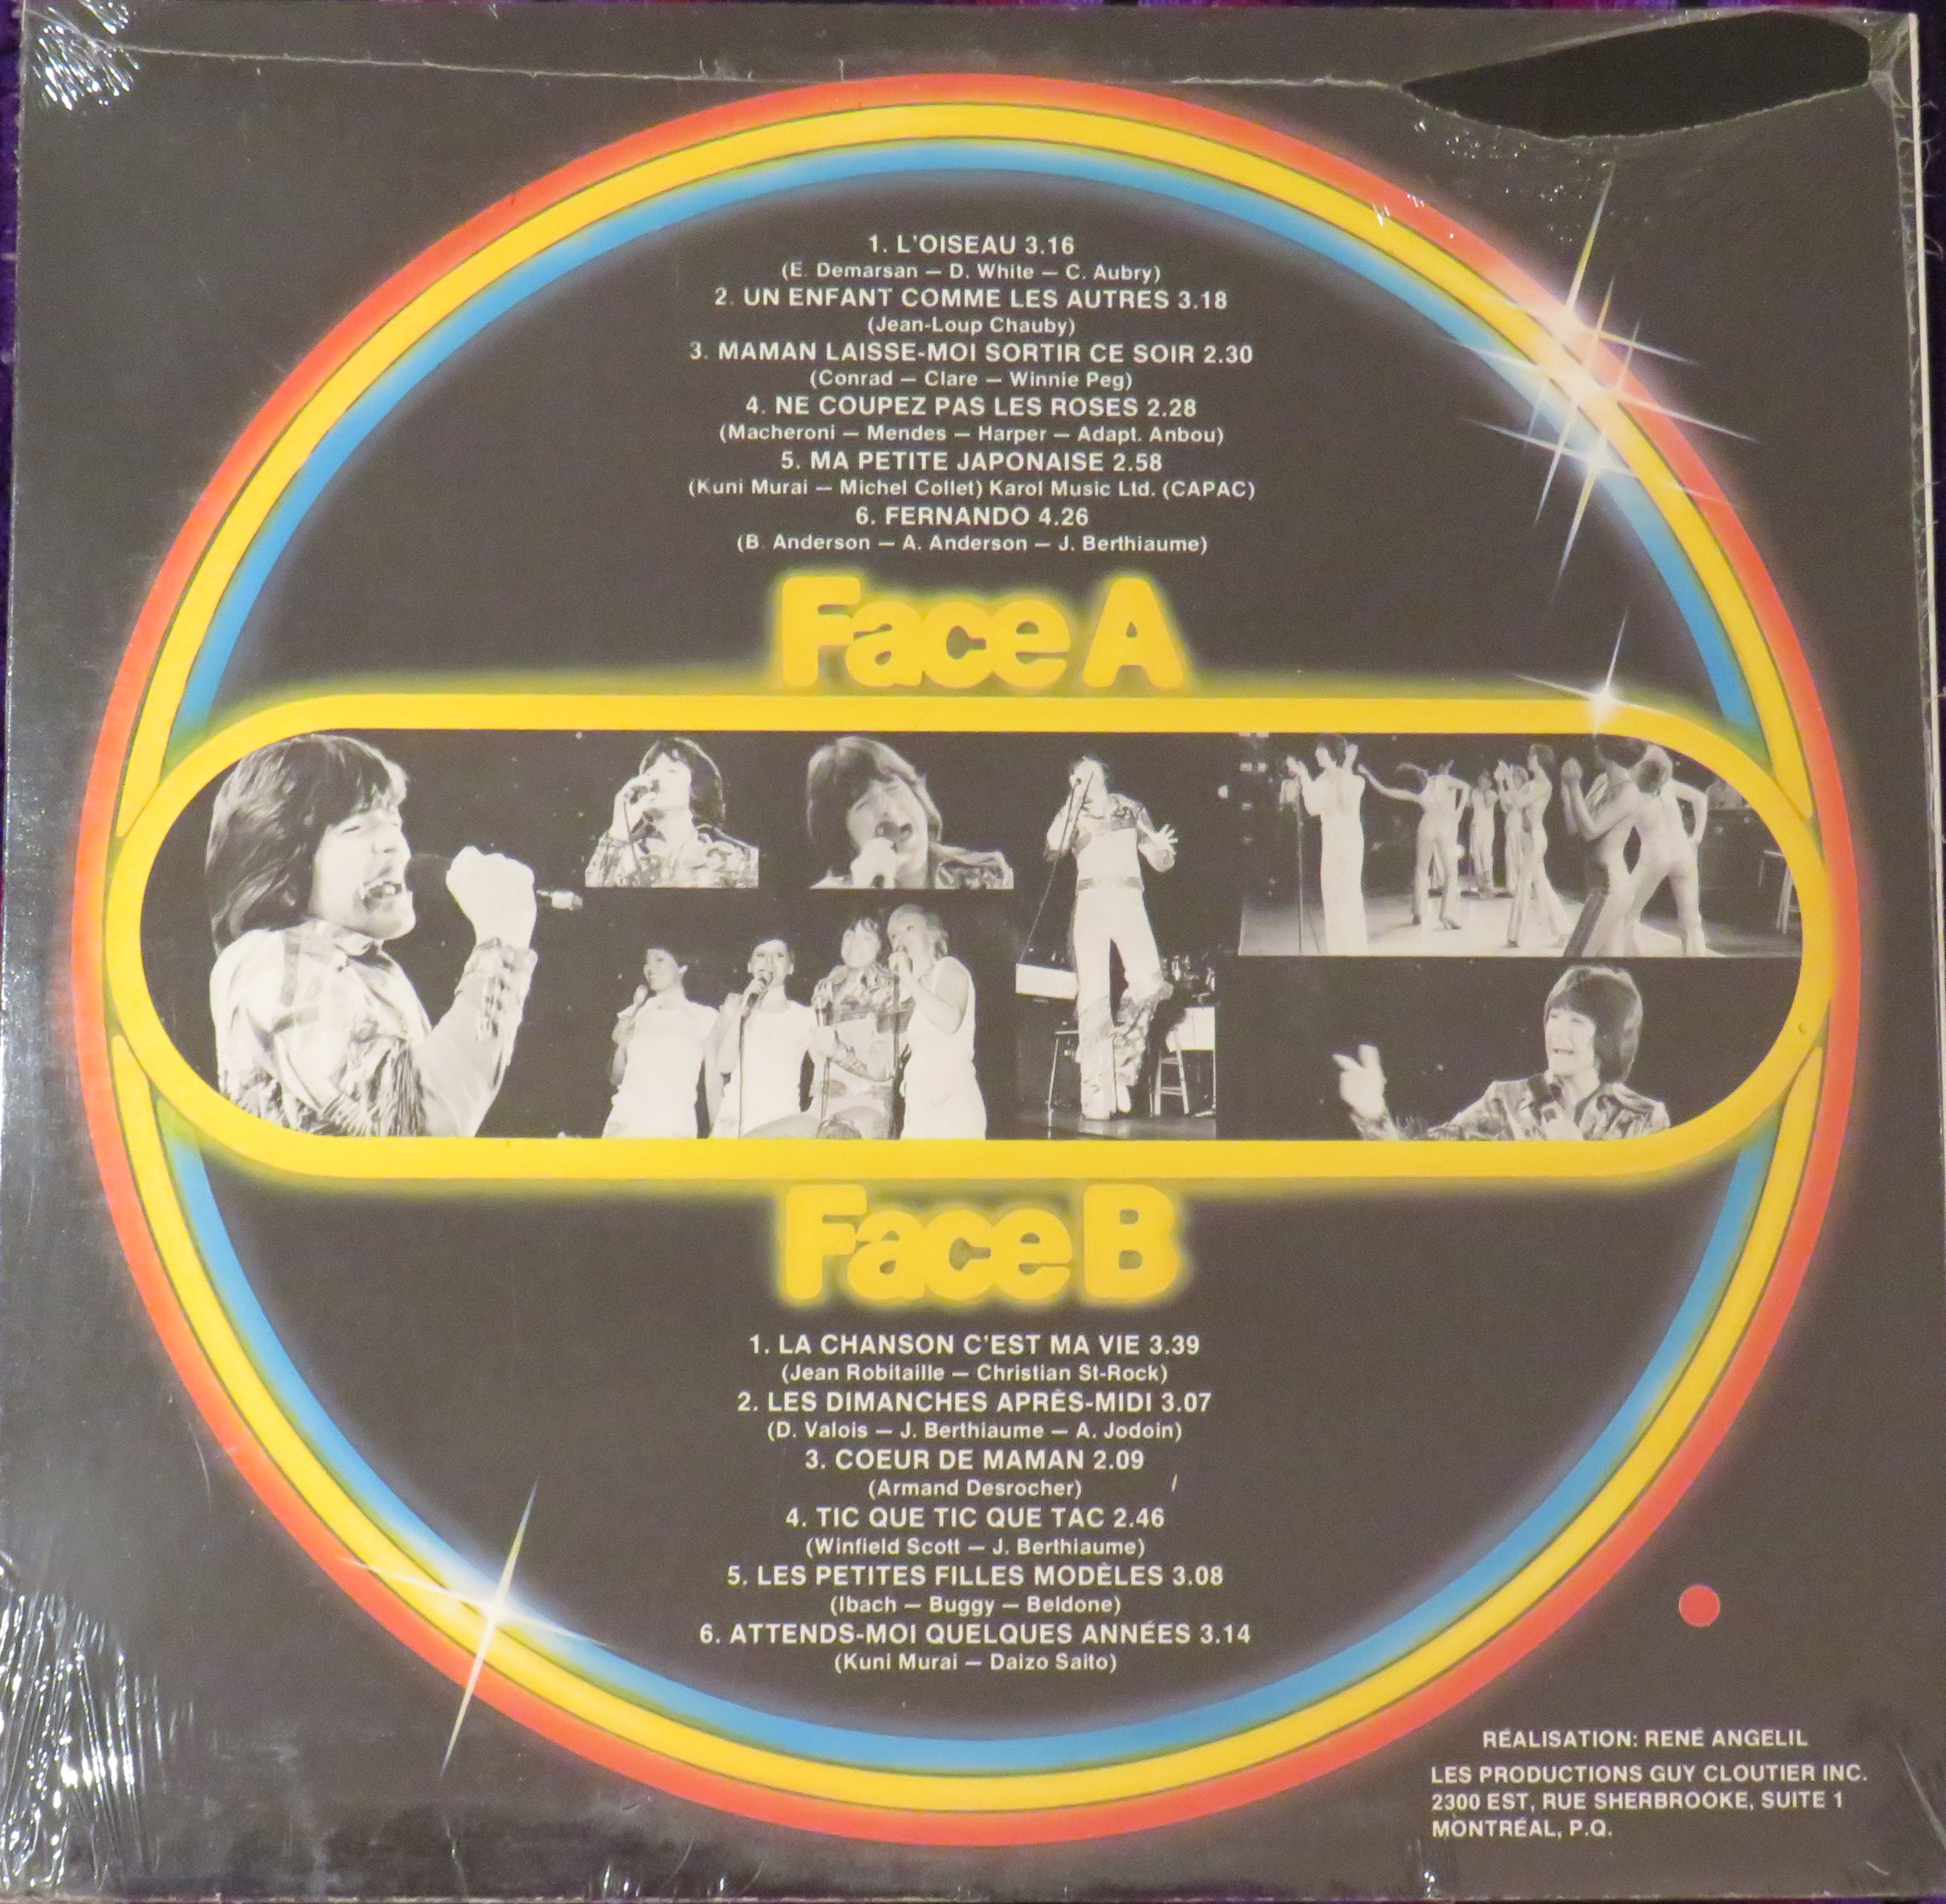 1. L'OISEAU 3.16
(E. Demarsan — D. White — C. Aubry)
2. UN ENFANT COMME LES AUTRES 3.18
(Jean-Loup Chauby)
3. MAMAN LAISSE-MOI SORTIR CE SOIR 2.30
(Conrad — Clare — Winnie Peg)
4. NE COUPEZ PAS LES ROSES 2.28
(Macheroni — Mendes — Harper — Adapt. Anbou)
5. MA PETITE JAPONAISE 2.58
(Kuni Murai — Michel Collet) Karol Music Ltd. (CAPAC)
6. FERNANDO 4.26
(B. Anderson — A. Anderson — J. Berthiaume)
Face A
Face B
1. LA CHANSON C'EST MA VIE 3.39
(Jean Robitaille — Christian St-Rock)
2. LES DIMANCHES APRÈS-MIDI 3.07
(D. Valois — J. Berthiaume — A. Jodoin)
3. COEUR DE MAMAN 2.09
(Armand Desrocher)
4. TIC QUE TIC QUE TAC 2.46
(Winfield Scott — J. Berthiaume)
5. LES PETITES FILLES MODÈLES 3.08
(Ibach — Buggy — Beldone)
6. ATTENDS-MOI QUELQUES ANNÉES 3.14
(Kuni Murai — Daizo Saito)
RÉALISATION: RENÉ ANGELIL
LES PRODUCTIONS GUY CLOUTIER INC.
2300 EST, RUE SHERBROOKE, SUITE 1
MONTRÉAL, P.Q.